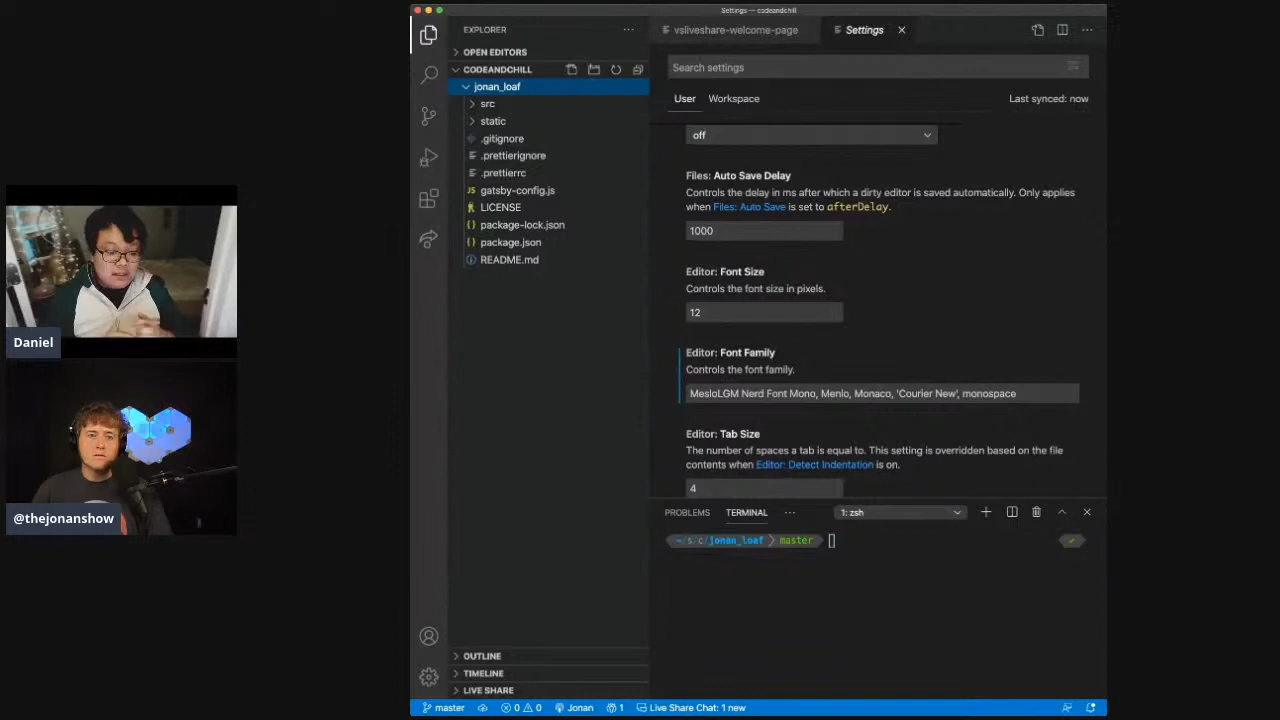 Settings — codeandchill
EXPLORER
OPEN EDITORS
CODEANDCHILL
jonan_loaf
src
static
.gitignore
.prettierignore
.prettierrc
gatsby-config.js
LICENSE
package-lock.json
package.json
README.md
OUTLINE
TIMELINE
LIVE SHARE
vsliveshare-welcome-page
Settings
Search settings
User Workspace Last synced: now
off
Files: Auto Save Delay
Controls the delay in ms after which a dirty editor is saved automatically. Only applies
when Files: Auto Save is set to afterDelay.
1000
Editor: Font Size
Controls the font size in pixels.
12
Editor: Font Family
Controls the font family.
MesloLGM Nerd Font Mono, Menlo, Monaco, 'Courier New', monospace
Editor: Tab Size
The number of spaces a tab is equal to. This setting is overridden based on the file
contents when Editor: Detect Indentation is on.
4
PROBLEMS TERMINAL ··· 1: zsh
~/s/c/jonan_loaf master
master 0 0 Jonan 1 Live Share Chat: 1 new
Daniel
@thejonanshow